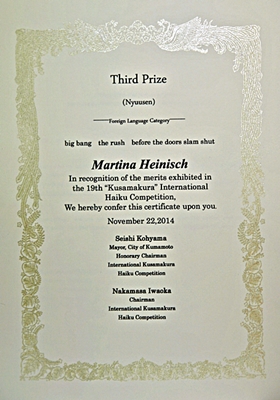 Third Prize
(Nyuusen)
Foreign Language Category
big bang the rush before the doors slam shut
Martina Heinisch
In recognition of the merits exhibited in
the 19th "Kusamakura" International
Haiku Competition,
We hereby confer this certificate upon you.
November 22,2014
Seishi Kohyama
Mayor, City of Kumamoto
Honorary Chairman
International Kusamakura
Haiku Competition
Nakamasa Iwaoka
Chairman
International Kusamakura
Haiku Competition